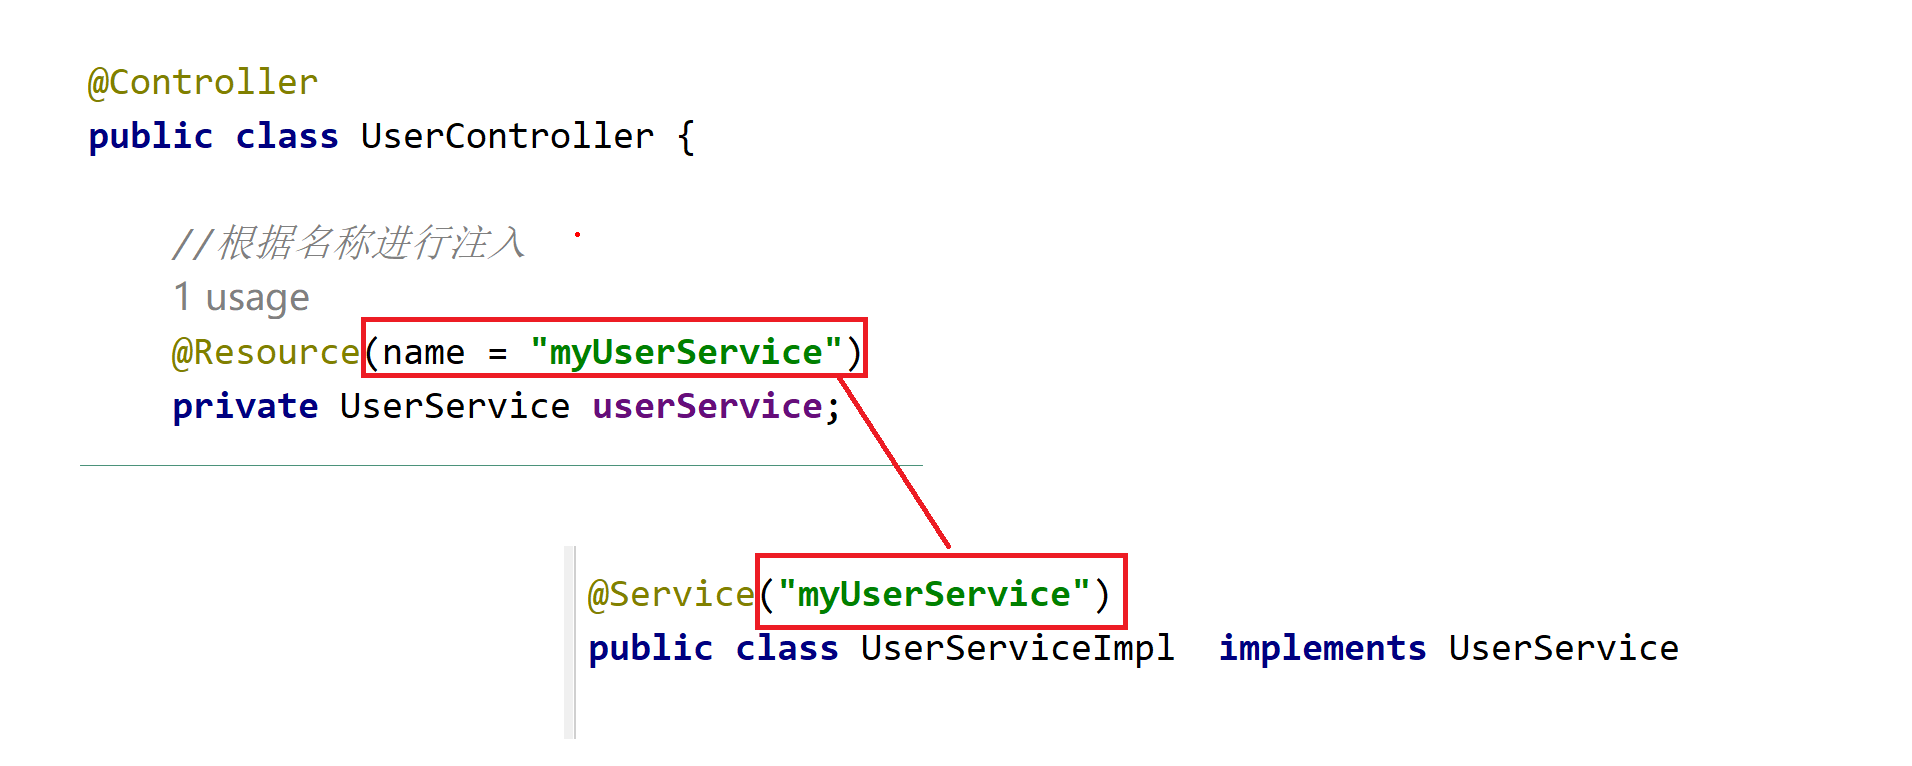 @Controller
public class UserController {
//根据名称进行注入
1 usage
@Resource(name = "myUserService")
private UserService userService;
@Service("myUserService")
public class UserServiceImpl  implements UserService